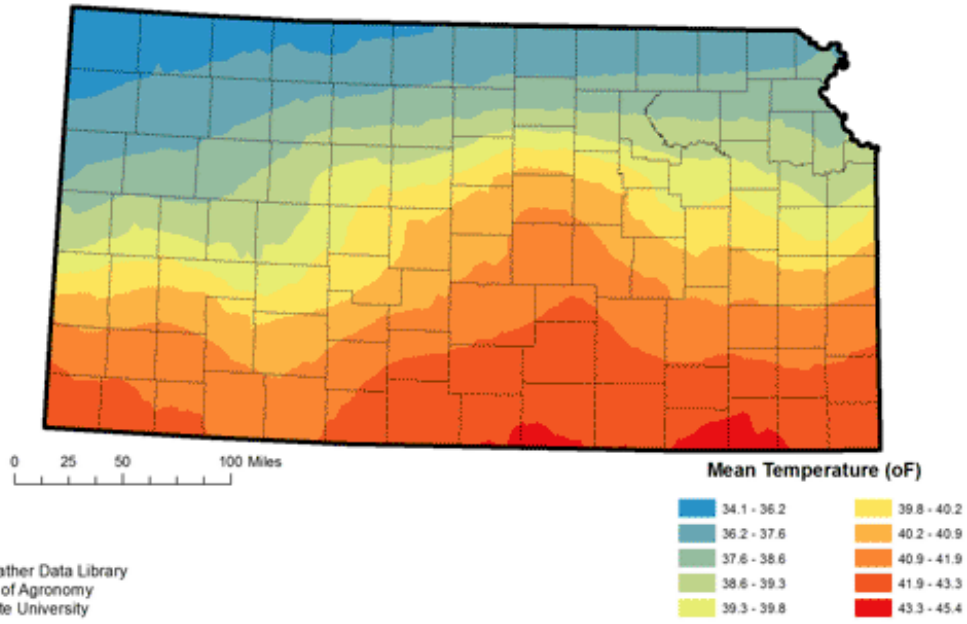 0 25 50 100 Miles
Mean Temperature (oF)
34.1 - 36.2
36.2 - 37.6
37.6 - 38.6
38.6 - 39.3
39.3 - 39.8
39.8 - 40.2
40.2 - 40.9
40.9 - 41.9
41.9 - 43.3
43.3 - 45.4
ather Data Library
of Agronomy
te University